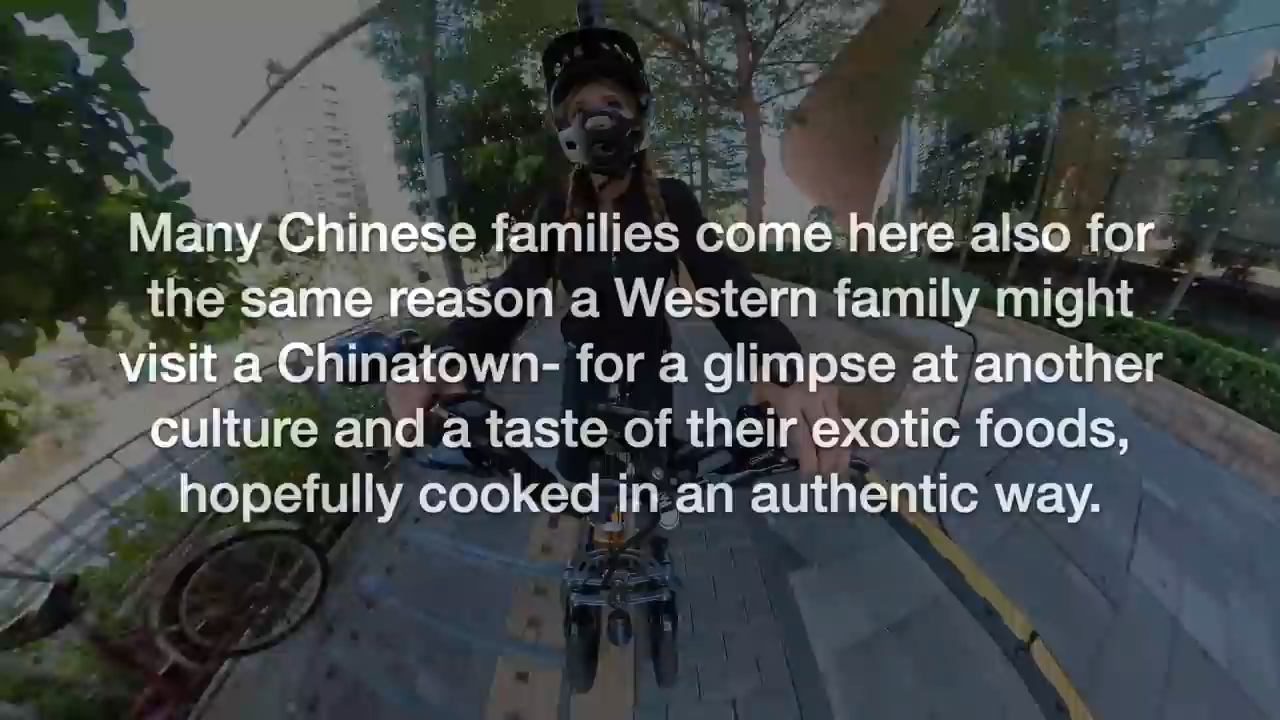 Many Chinese families come here also for
the same reason a Western family might
visit a Chinatown- for a glimpse at another
culture and a taste of their exotic foods,
hopefully cooked in an authentic way.